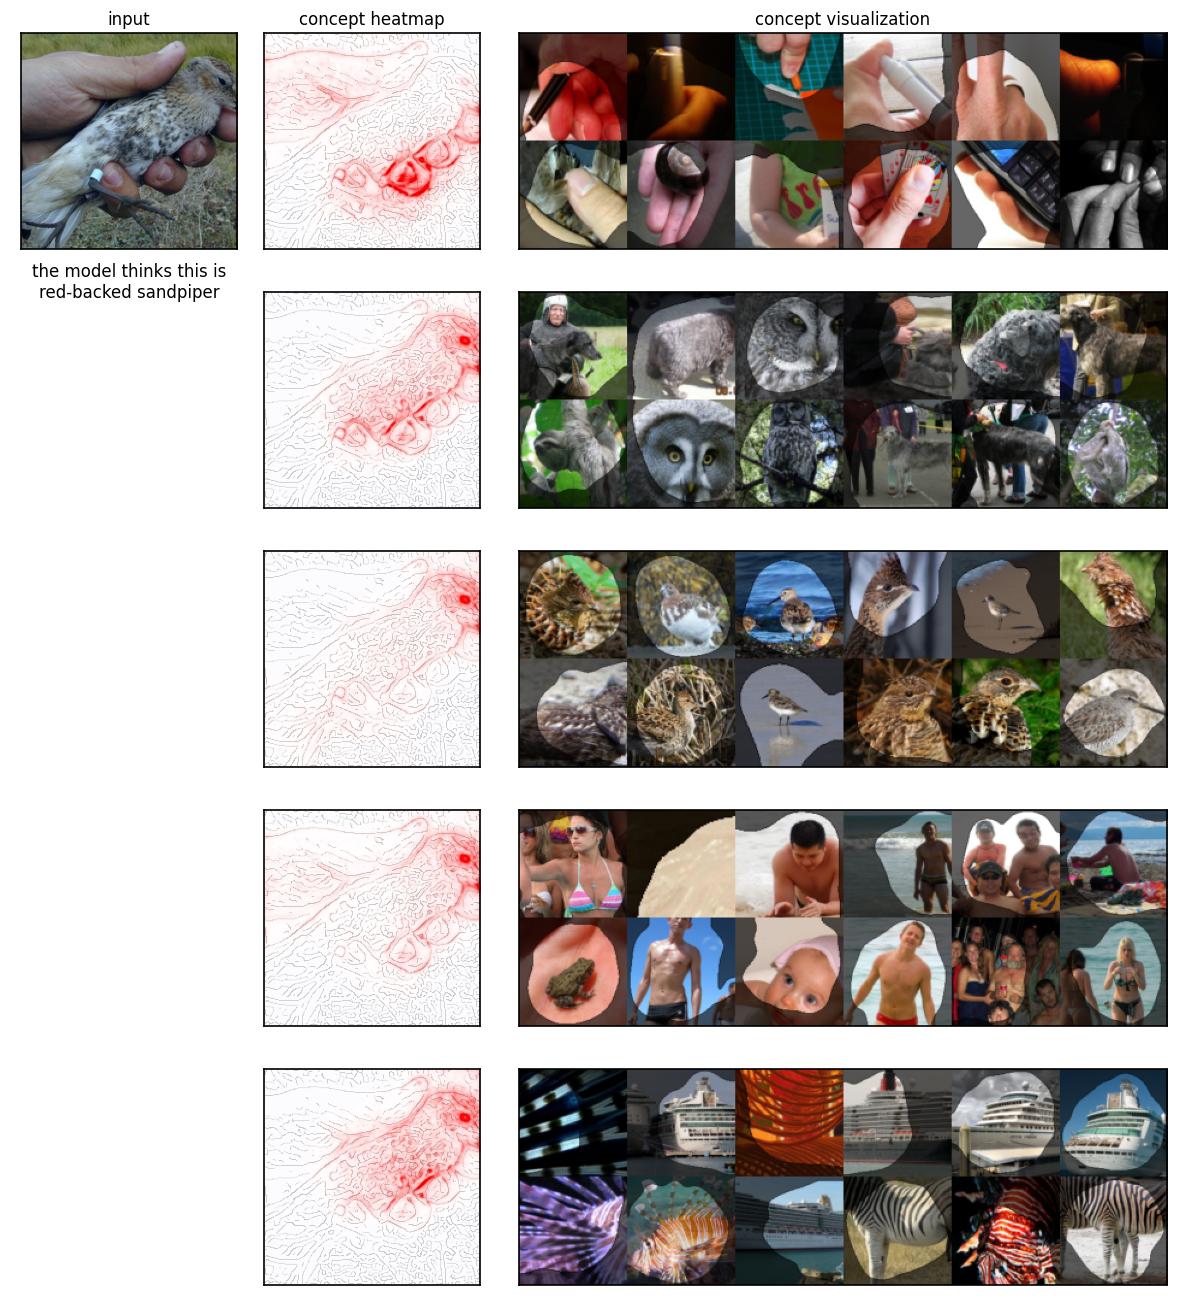 input
concept heatmap
concept visualization
the model thinks this is
red-backed sandpiper